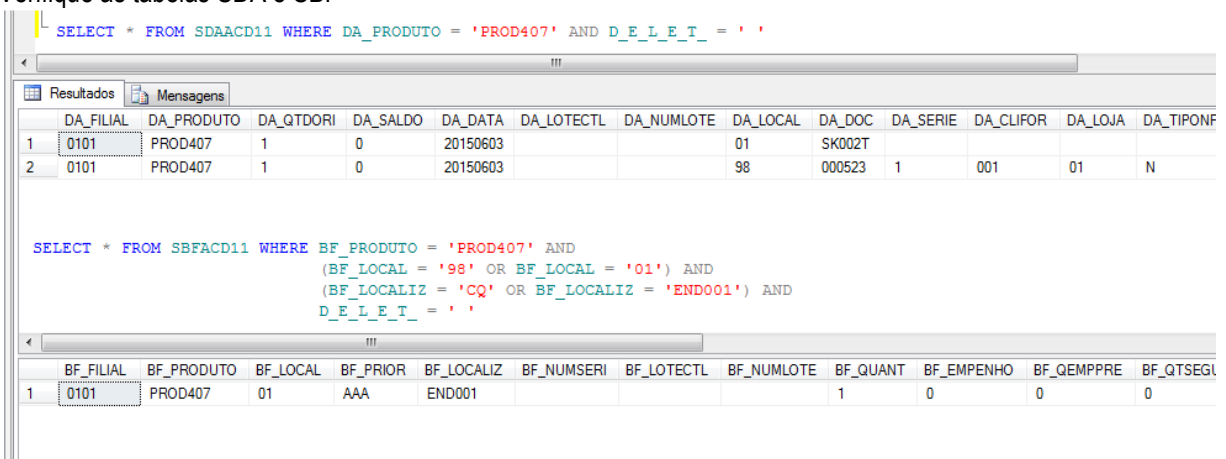 SELECT * FROM SDAACD11 WHERE DA_PRODUTO = 'PROD407' AND D_E_L_E_T_ = ' '
Resultados Mensagens
DA_FILIAL DA_PRODUTO DA_QTDORI DA_SALDO DA_DATA DA_LOTECTL DA_NUMLOTE DA_LOCAL DA_DOC DA_SERIE DA_CLIFOR DA_LOJA DA_TIPONF
1 0101 PROD407 1 0 20150603 01 SK002T
2 0101 PROD407 1 0 20150603 98 000523 1 001 01 N
SELECT * FROM SBFACD11 WHERE BF_PRODUTO = 'PROD407' AND
(BF_LOCAL = '98' OR BF_LOCAL = '01') AND
(BF_LOCALIZ = 'CQ' OR BF_LOCALIZ = 'END001') AND
D_E_L_E_T_ = ' '
BF_FILIAL BF_PRODUTO BF_LOCAL BF_PRIOR BF_LOCALIZ BF_NUMSERI BF_LOTECTL BF_NUMLOTE BF_QUANT BF_EMPENHO BF_QEMPPRE BF_QTSEGU
1 0101 PROD407 01 AAA END001 1 0 0 0